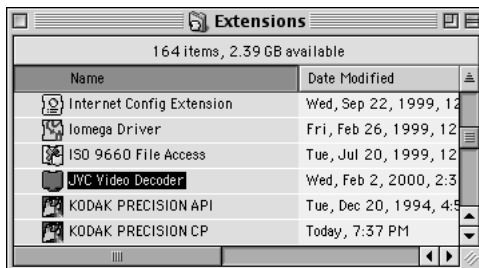 Extensions
164 items, 2.39 GB available
Name Date Modified
Internet Config Extension Wed, Sep 22, 1999, 12
Iomega Driver Fri, Feb 26, 1999, 12
ISO 9660 File Access Tue, Jul 20, 1999, 12
JVC Video Decoder Wed, Feb 2, 2000, 2:3
KODAK PRECISION API Tue, Dec 20, 1994, 4:5
KODAK PRECISION CP Today, 7:37 PM